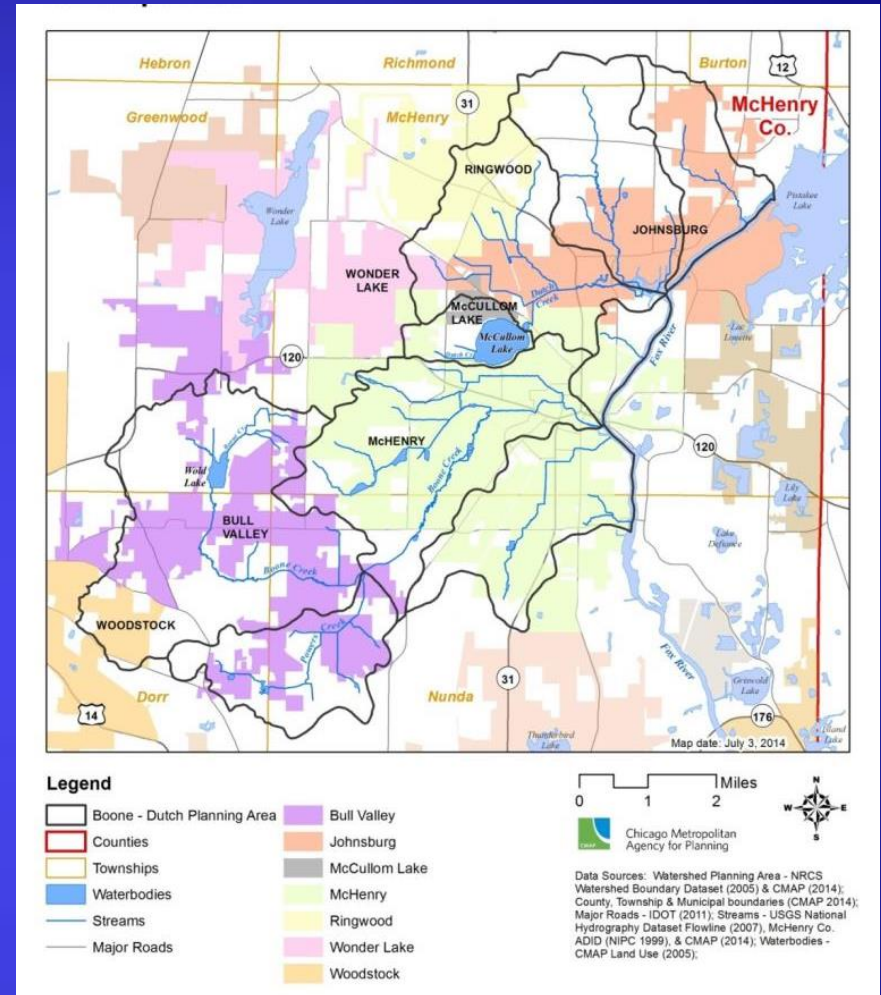 Hebron
Richmond
Burton
12
Greenwood
McHenry
31
McHenry
Co.
RINGWOOD
Pistakee
Lake
Wonder
Lake
JOHNSBURG
WONDER
LAKE
Dutch
Creek
McCULLOM
LAKE
McCullom
Lake
Fox River
120
Lac
Louette
Dutch Cr
McHENRY
Boone Creek
120
Wold
Lake
Lily
Lake
BULL
VALLEY
Lake
Defiance
Boone Creek
WOODSTOCK
Powers Creek
Fox River
Dorr
Nunda
31
Griswold
Lake
14
176
Thunderbird
Lake
Island
Lake
Map date: July 3, 2014
Legend
Boone - Dutch Planning Area
Counties
Townships
Waterbodies
Streams
Major Roads
Bull Valley
Johnsburg
McCullom Lake
McHenry
Ringwood
Wonder Lake
Woodstock
Miles
0 1 2
N
W E
S
CMAP
Chicago Metropolitan
Agency for Planning
Data Sources: Watershed Planning Area - NRCS
Watershed Boundary Dataset (2005) & CMAP (2014);
County, Township & Municipal boundaries (CMAP 2014);
Major Roads - IDOT (2011); Streams - USGS National
Hydrography Dataset Flowline (2007), McHenry Co.
ADID (NIPC 1999), & CMAP (2014); Waterbodies -
CMAP Land Use (2005);